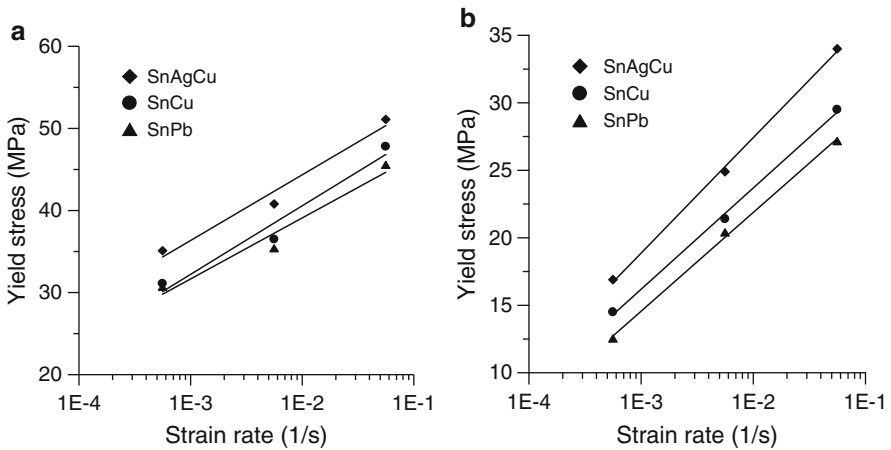 a
60
50
40
30
20
Yield stress (MPa)
SnAgCu
SnCu
SnPb
1E-4
1E-3
1E-2
1E-1
Strain rate (1/s)
b
35
30
25
20
15
10
Yield stress (MPa)
SnAgCu
SnCu
SnPb
1E-4
1E-3
1E-2
1E-1
Strain rate (1/s)